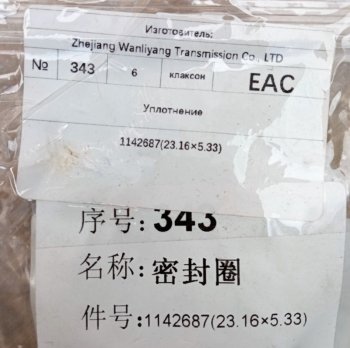 Изготовитель:
Zhejiang Wanliyang Transmission Co., LTD
№ 343 6 клаксон EAC
Уплотнение
1142687(23.16×5.33)
序号: 343
名称: 密封圈
件号: 1142687(23.16×5.33)